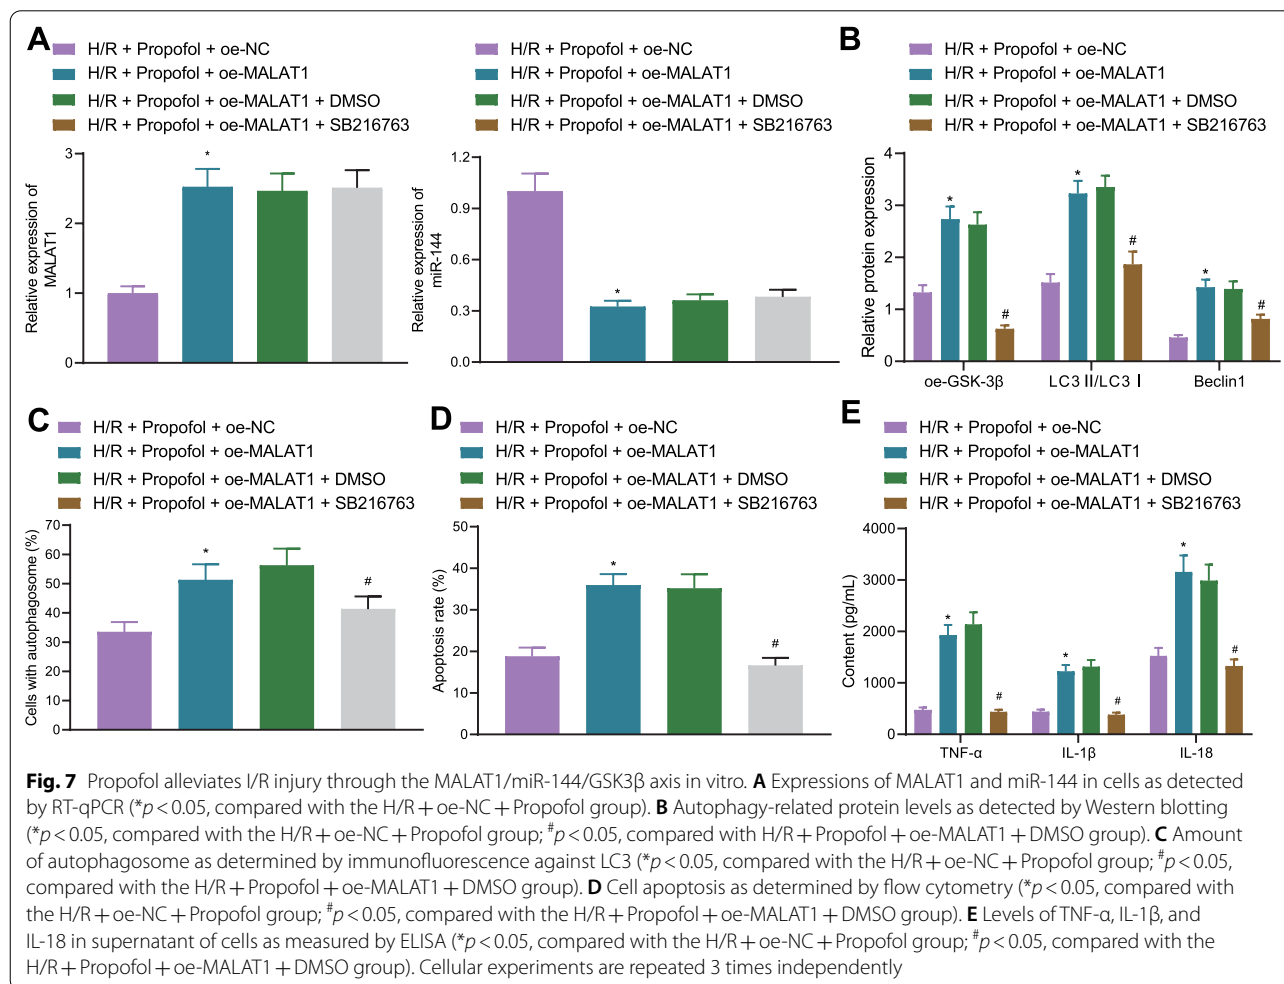 A
H/R + Propofol + oe-NC
H/R + Propofol + oe-MALAT1
H/R + Propofol + oe-MALAT1 + DMSO
H/R + Propofol + oe-MALAT1 + SB216763
Relative expression of
MALAT1
3
2
1
0
*
H/R + Propofol + oe-NC
H/R + Propofol + oe-MALAT1
H/R + Propofol + oe-MALAT1 + DMSO
H/R + Propofol + oe-MALAT1 + SB216763
Relative expression of
miR-144
1.2
0.9
0.6
0.3
0.0
*
B
H/R + Propofol + oe-NC
H/R + Propofol + oe-MALAT1
H/R + Propofol + oe-MALAT1 + DMSO
H/R + Propofol + oe-MALAT1 + SB216763
Relative protein expression
4
3
2
1
0
* # * # * #
oe-GSK-3β LC3 II/LC3 I Beclin1
C
H/R + Propofol + oe-NC
H/R + Propofol + oe-MALAT1
H/R + Propofol + oe-MALAT1 + DMSO
H/R + Propofol + oe-MALAT1 + SB216763
Cells with autophagosome (%)
70
60
50
40
30
20
10
0
* #
D
H/R + Propofol + oe-NC
H/R + Propofol + oe-MALAT1
H/R + Propofol + oe-MALAT1 + DMSO
H/R + Propofol + oe-MALAT1 + SB216763
Apoptosis rate (%)
50
40
30
20
10
0
* #
E
H/R + Propofol + oe-NC
H/R + Propofol + oe-MALAT1
H/R + Propofol + oe-MALAT1 + DMSO
H/R + Propofol + oe-MALAT1 + SB216763
Content (pg/mL)
4000
3000
2000
1000
0
* # * # * #
TNF-α IL-1β IL-18
Fig. 7 Propofol alleviates I/R injury through the MALAT1/miR-144/GSK3β axis in vitro. A Expressions of MALAT1 and miR-144 in cells as detected
by RT-qPCR (*p < 0.05, compared with the H/R + oe-NC + Propofol group). B Autophagy-related protein levels as detected by Western blotting
(*p < 0.05, compared with the H/R + oe-NC + Propofol group; #p < 0.05, compared with H/R + Propofol + oe-MALAT1 + DMSO group). C Amount
of autophagosome as determined by immunofluorescence against LC3 (*p < 0.05, compared with the H/R + oe-NC + Propofol group; #p < 0.05,
compared with the H/R + Propofol + oe-MALAT1 + DMSO group). D Cell apoptosis as determined by flow cytometry (*p < 0.05, compared with
the H/R + oe-NC + Propofol group; #p < 0.05, compared with the H/R + Propofol + oe-MALAT1 + DMSO group). E Levels of TNF-α, IL-1β, and
IL-18 in supernatant of cells as measured by ELISA (*p < 0.05, compared with the H/R + oe-NC + Propofol group; #p < 0.05, compared with the
H/R + Propofol + oe-MALAT1 + DMSO group). Cellular experiments are repeated 3 times independently